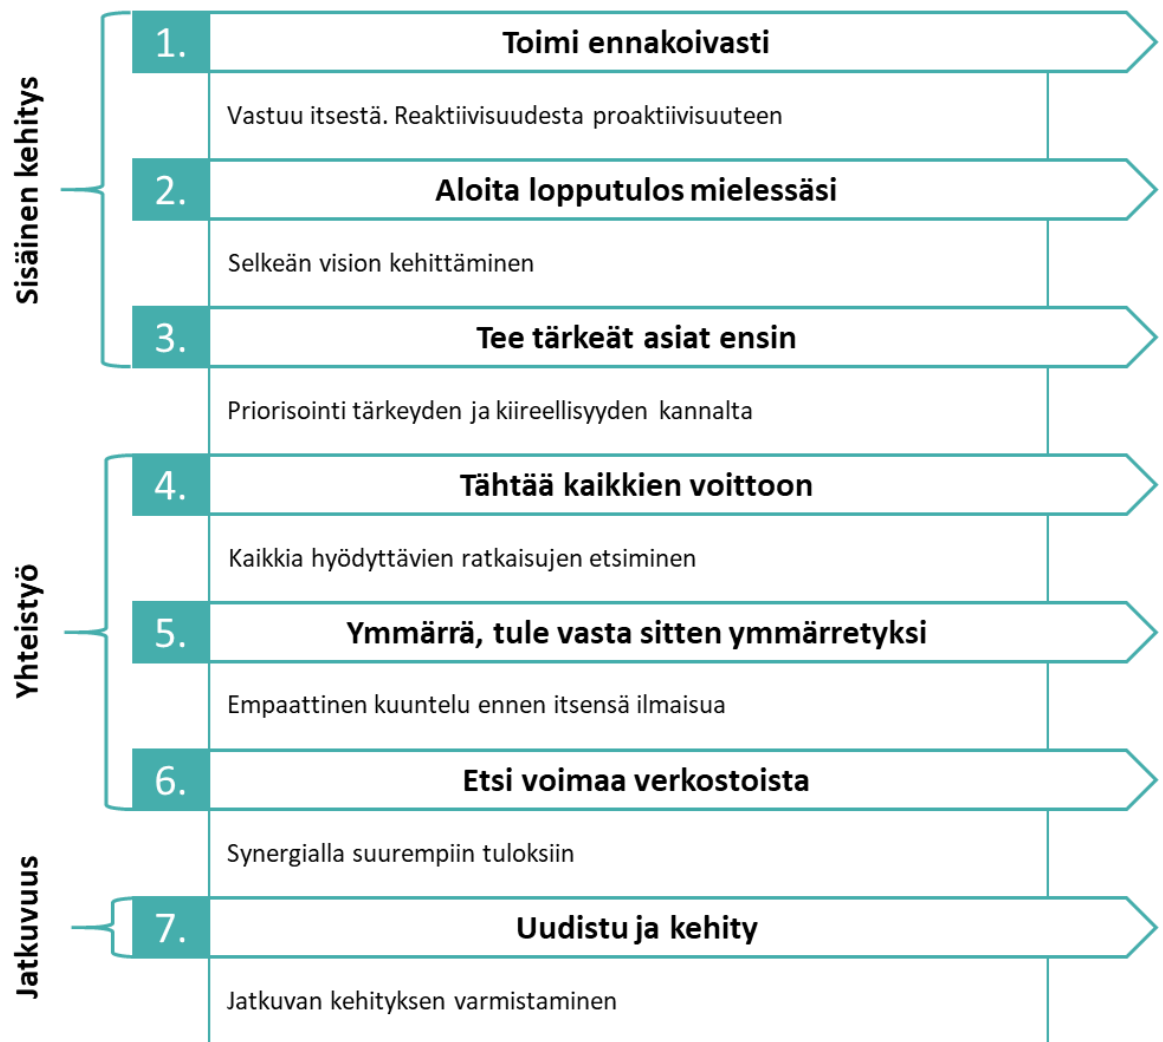 Sisäinen kehitys
1.
Toimi ennakoivasti
Vastuu itsestä. Reaktiivisuudesta proaktiivisuuteen
2.
Aloita lopputulos mielessäsi
Selkeän vision kehittäminen
3.
Tee tärkeät asiat ensin
Priorisointi tärkeyden ja kiireellisyyden kannalta
Yhteistyö
4.
Tähtää kaikkien voittoon
Kaikkia hyödyttävien ratkaisujen etsiminen
5.
Ymmärrä, tule vasta sitten ymmärretyksi
Empaattinen kuuntelu ennen itsensä ilmaisua
6.
Etsi voimaa verkostoista
Synergialla suurempiin tuloksiin
Jatkuvuus
7.
Uudistu ja kehity
Jatkuvan kehityksen varmistaminen